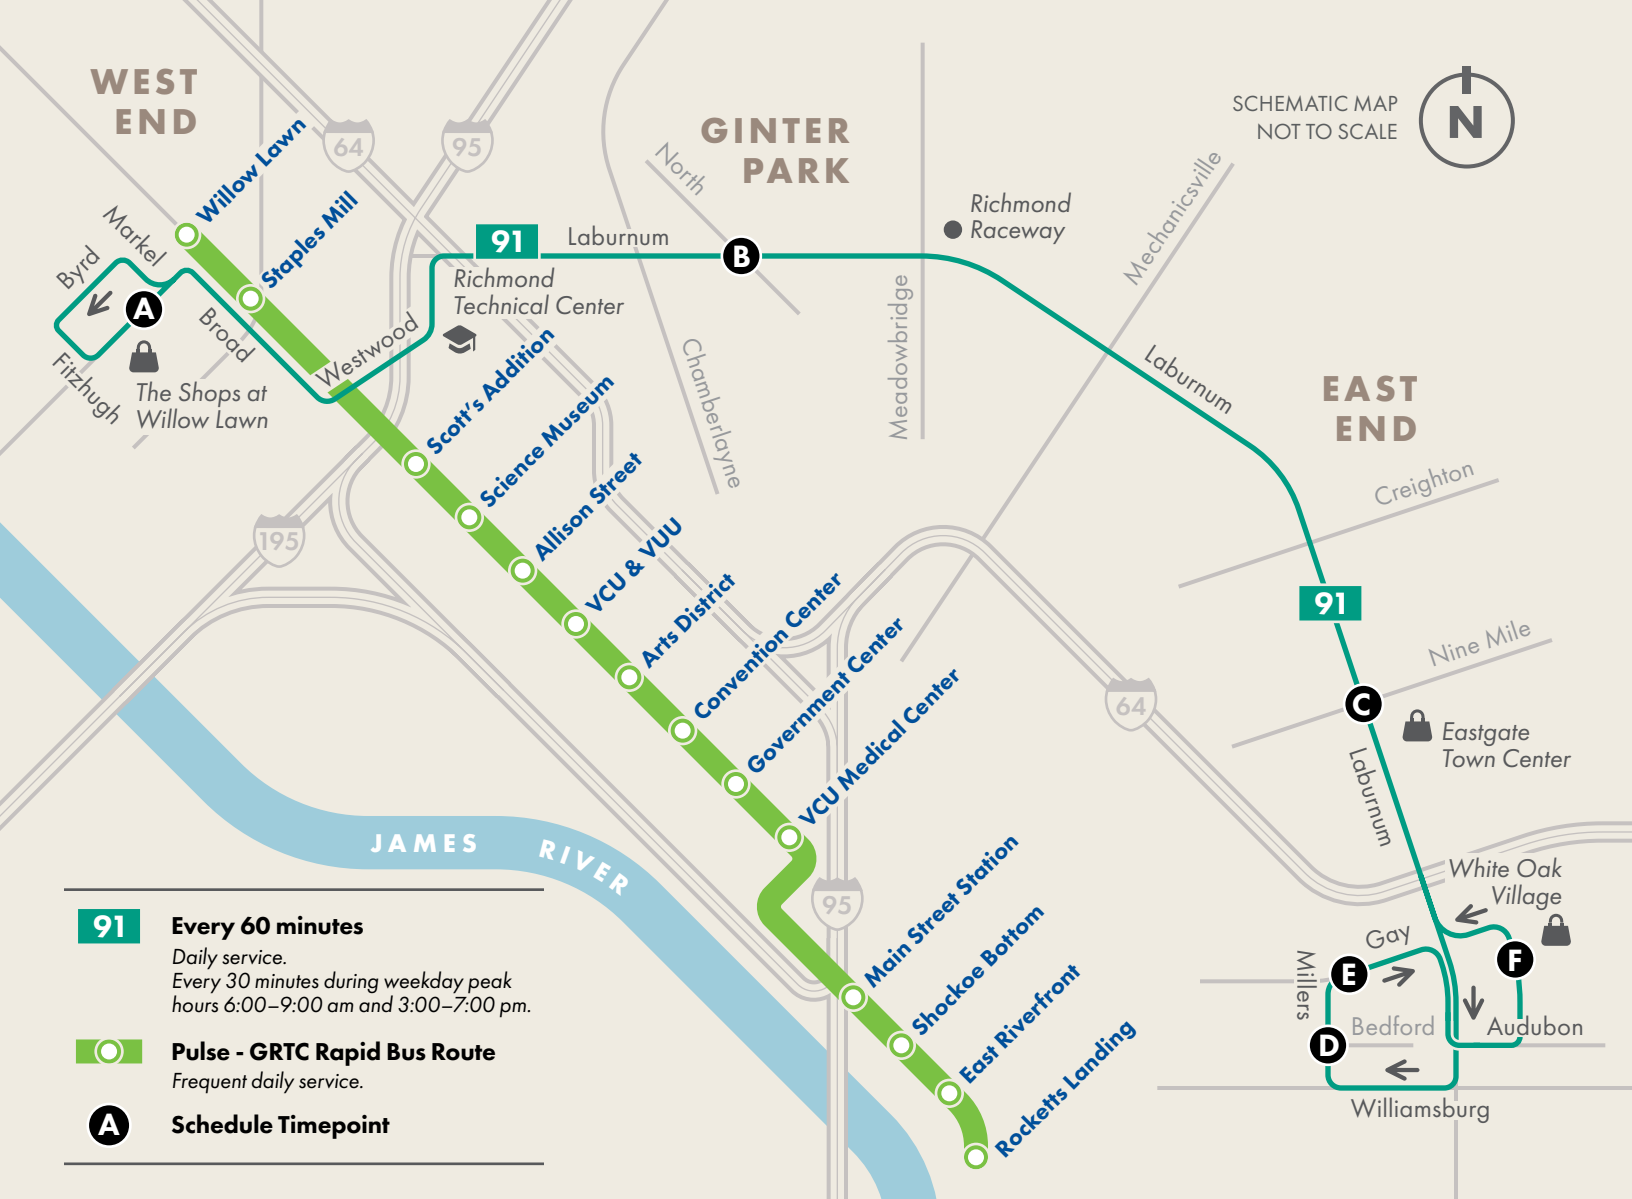 WEST
END
64
95
GINTER
PARK
SCHEMATIC MAP
NOT TO SCALE
N
Willow Lawn
Staples Mill
North
Mechanicsville
Richmond
Raceway
Markel
Byrd
91
Laburnum
B
Richmond
Technical Center
A
Broad
Westwood
Fitzhugh
The Shops at
Willow Lawn
Chamberlayne
Meadowbridge
Laburnum
EAST
END
Scott's Addition
Science Museum
Allison Street
VCU & VUU
Arts District
Convention Center
Government Center
VCU Medical Center
Creighton
195
91
Nine Mile
C
64
Eastgate
Town Center
Laburnum
JAMES RIVER
95
White Oak
Village
Gay
Millers
E
F
Bedford
Audubon
D
Williamsburg
Main Street Station
Shockoe Bottom
East Riverfront
Rocketts Landing
91
Every 60 minutes
Daily service.
Every 30 minutes during weekday peak
hours 6:00–9:00 am and 3:00–7:00 pm.
Pulse - GRTC Rapid Bus Route
Frequent daily service.
A
Schedule Timepoint